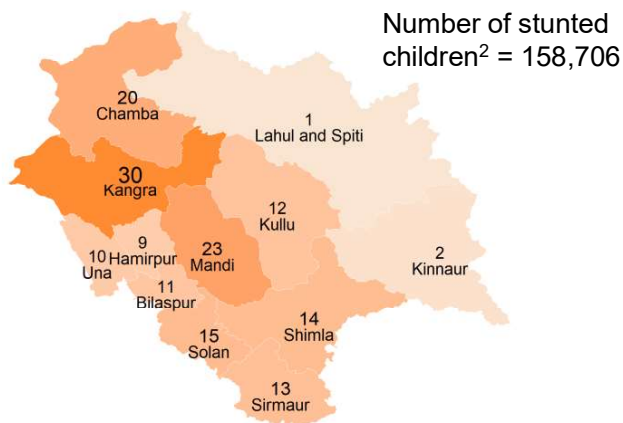 Number of stunted
children² = 158,706
20
Chamba
1
Lahul and Spiti
30
Kangra
12
Kullu
9
Hamirpur
10
Una
23
Mandi
2
Kinnaur
11
Bilaspur
14
Shimla
15
Solan
13
Sirmaur